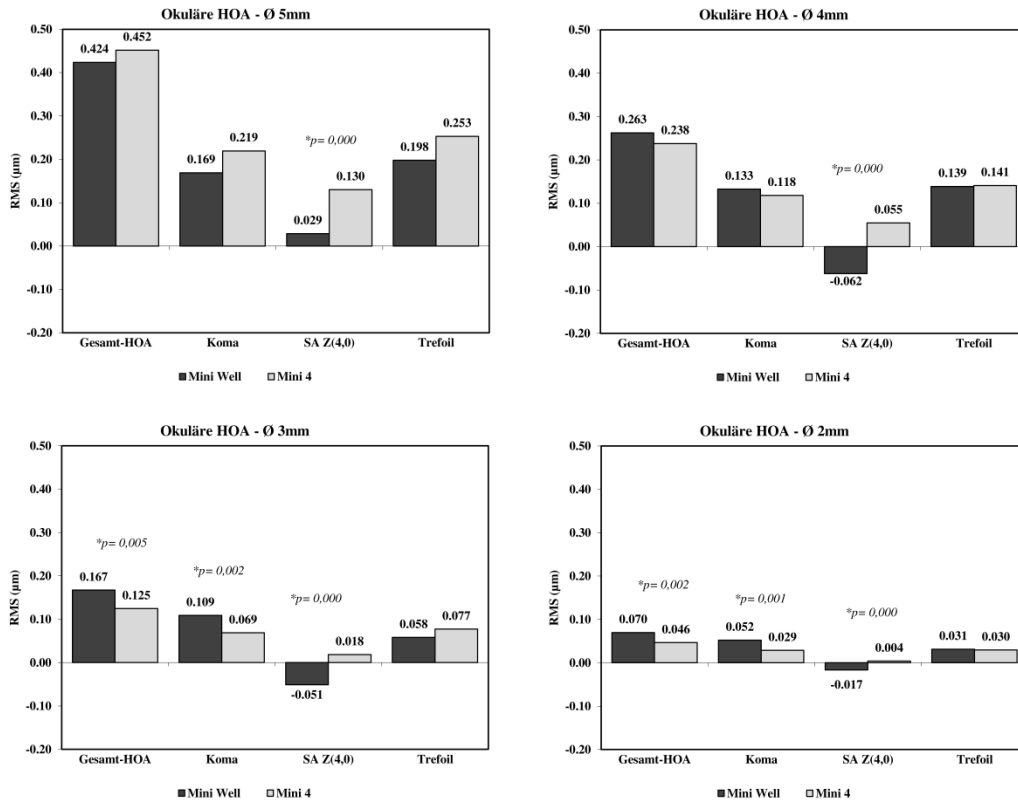 Okuläre HOA - Ø 5mm
0.50
0.40
0.30
0.20
0.10
0.00
-0.10
-0.20
RMS (µm)
0.424
0.452
0.169
0.219
*p= 0,000
0.029
0.130
0.198
0.253
Gesamt-HOA
Koma
SA Z(4,0)
Trefoil
Mini Well
Mini 4
Okuläre HOA - Ø 4mm
0.50
0.40
0.30
0.20
0.10
0.00
-0.10
-0.20
RMS (µm)
0.263
0.238
0.133
0.118
*p= 0,000
-0.062
0.055
0.139
0.141
Gesamt-HOA
Koma
SA Z(4,0)
Trefoil
Mini Well
Mini 4
Okuläre HOA - Ø 3mm
0.50
0.40
0.30
0.20
0.10
0.00
-0.10
-0.20
RMS (µm)
*p= 0,005
0.167
0.125
*p= 0,002
0.109
0.069
*p= 0,000
-0.051
0.018
0.058
0.077
Gesamt-HOA
Koma
SA Z(4,0)
Trefoil
Mini Well
Mini 4
Okuläre HOA - Ø 2mm
0.50
0.40
0.30
0.20
0.10
0.00
-0.10
-0.20
RMS (µm)
*p= 0,002
0.070
0.046
*p= 0,001
0.052
0.029
*p= 0,000
-0.017
0.004
0.031
0.030
Gesamt-HOA
Koma
SA Z(4,0)
Trefoil
Mini Well
Mini 4